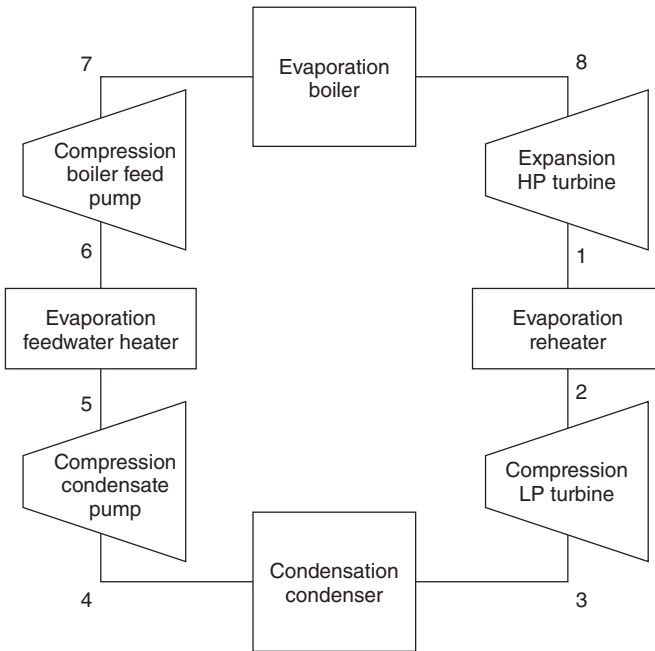 7
Evaporation
boiler
8
Compression
boiler feed
pump
Expansion
HP turbine
6
1
Evaporation
feedwater heater
Evaporation
reheater
5
2
Compression
condensate
pump
Compression
LP turbine
Condensation
condenser
4
3